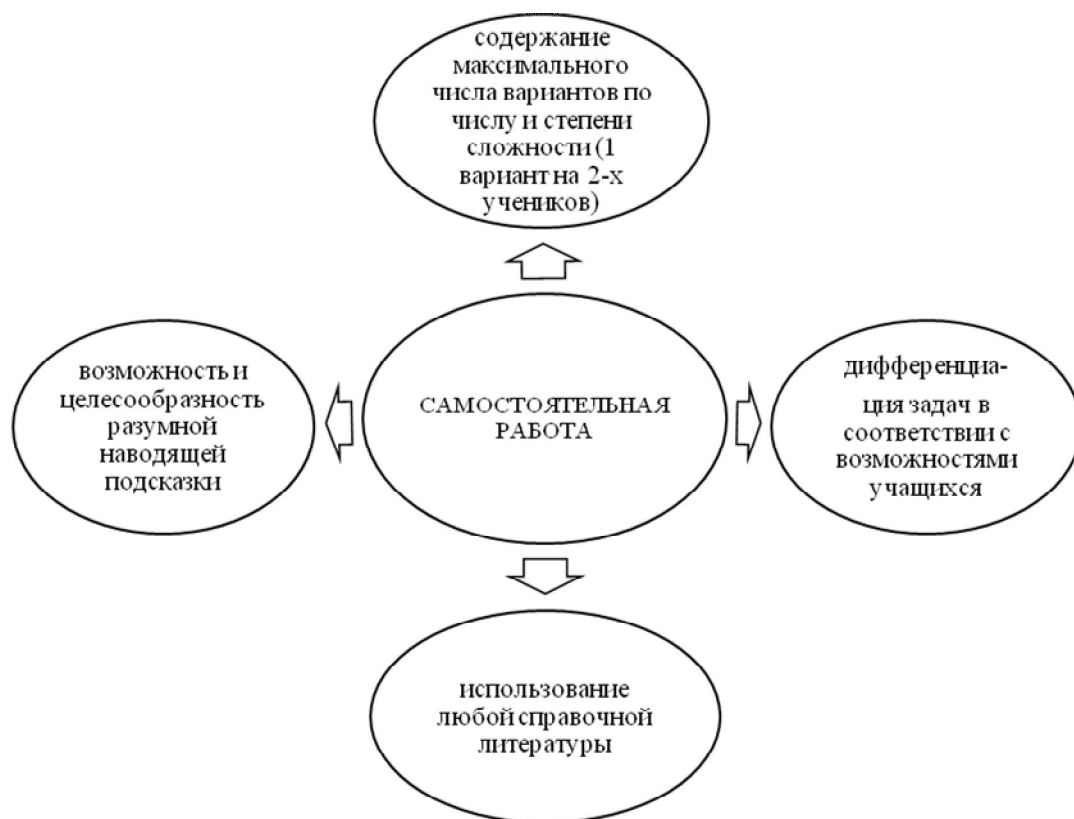 содержание
максимального
числа вариантов по
числу и степени
сложности (1
вариант на 2-х
учеников)
возможность и
целесообразность
разумной
наводящей
подсказки
САМОСТОЯТЕЛЬНАЯ
РАБОТА
дифференциа-
ция задач в
соответствии с
возможностями
учащихся
использование
любой справочной
литературы